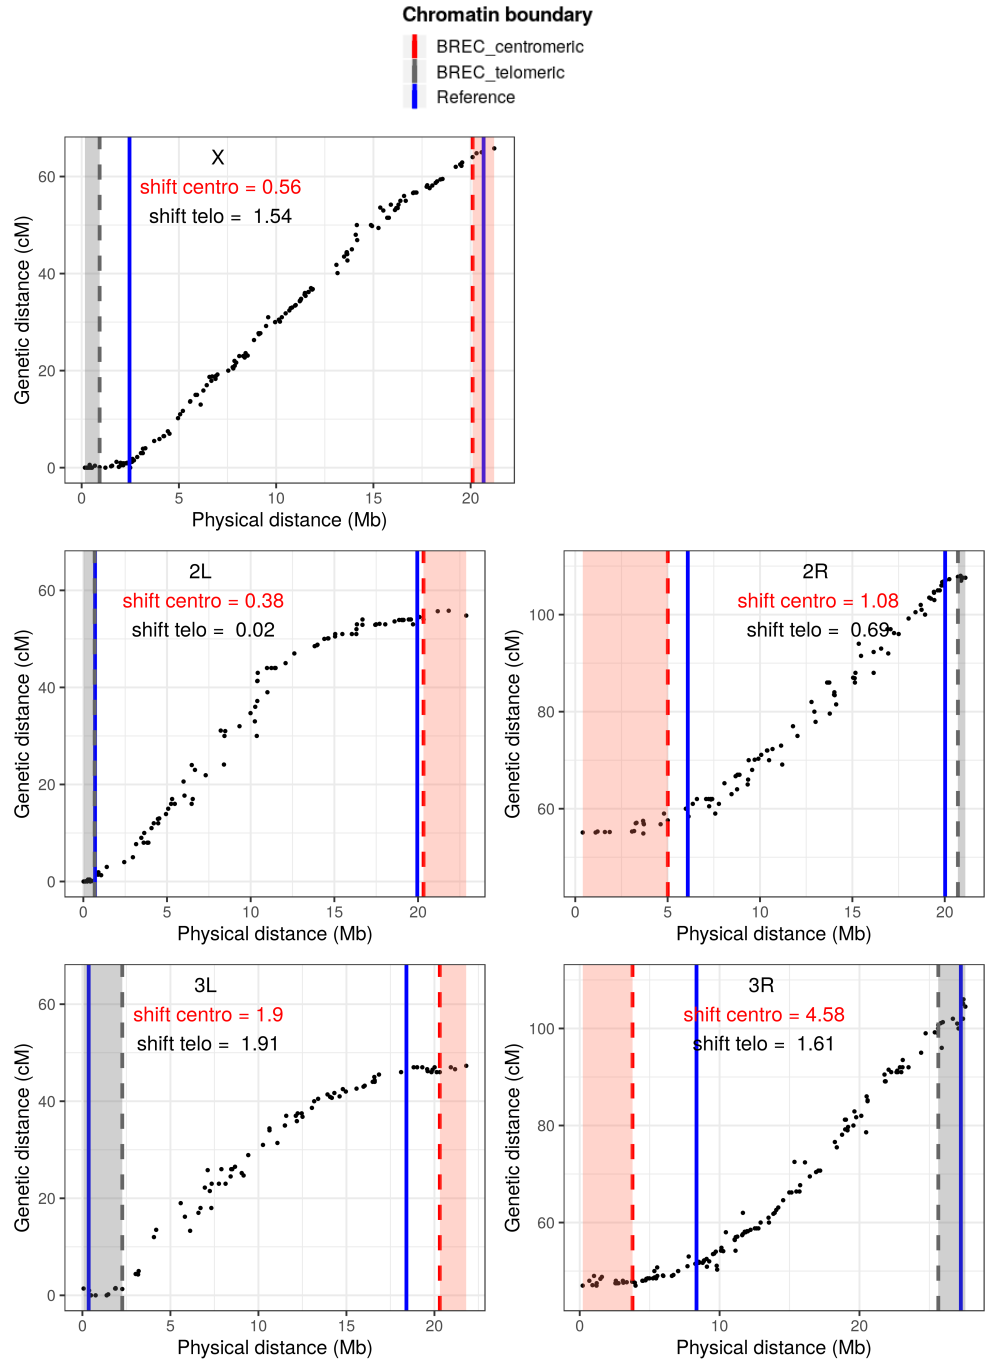 Chromatin boundary
BREC_centromeric
BREC_telomeric
Reference
X
shift centro = 0.56
shift telo = 1.54
Genetic distance (cM)
60
40
20
0
0 5 10 15 20
Physical distance (Mb)
2L
shift centro = 0.38
shift telo = 0.02
Genetic distance (cM)
60
40
20
0
0 5 10 15 20
Physical distance (Mb)
2R
shift centro = 1.08
shift telo = 0.69
Genetic distance (cM)
100
80
60
0 5 10 15 20
Physical distance (Mb)
3L
shift centro = 1.9
shift telo = 1.91
Genetic distance (cM)
60
40
20
0
0 5 10 15 20
Physical distance (Mb)
3R
shift centro = 4.58
shift telo = 1.61
Genetic distance (cM)
100
80
60
0 10 20
Physical distance (Mb)